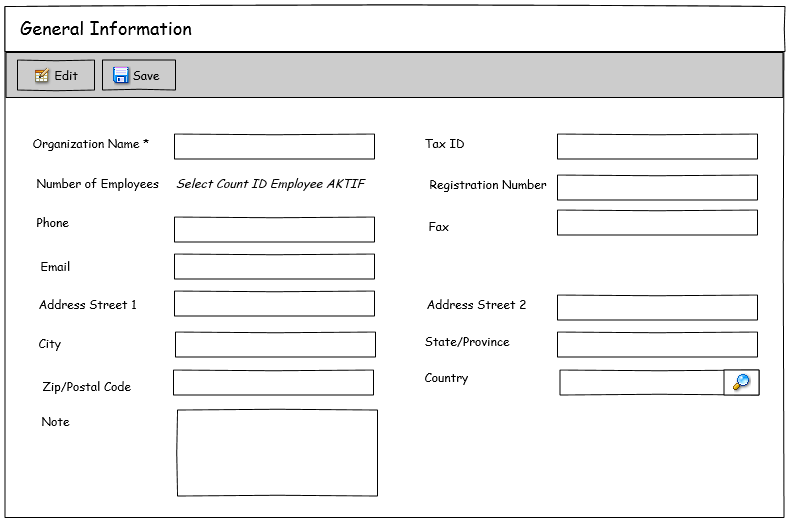 General Information
Edit Save
Organization Name * Tax ID
Number of Employees Select Count ID Employee AKTIF Registration Number
Phone Fax
Email
Address Street 1 Address Street 2
City State/Province
Zip/Postal Code Country
Note